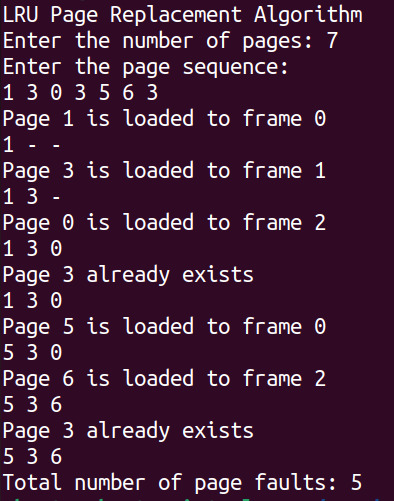 LRU Page Replacement Algorithm
Enter the number of pages: 7
Enter the page sequence:
1 3 0 3 5 6 3
Page 1 is loaded to frame 0
1 - -
Page 3 is loaded to frame 1
1 3 -
Page 0 is loaded to frame 2
1 3 0
Page 3 already exists
1 3 0
Page 5 is loaded to frame 0
5 3 0
Page 6 is loaded to frame 2
5 3 6
Page 3 already exists
5 3 6
Total number of page faults: 5